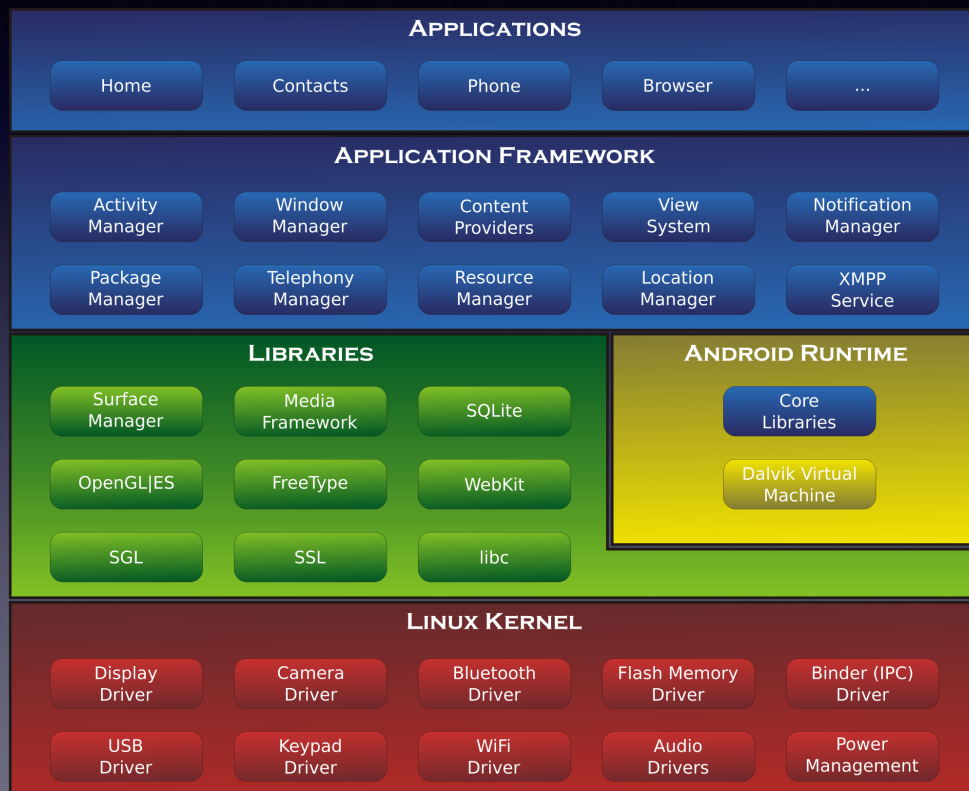 APPLICATIONS
Home
Contacts
Phone
Browser
...
APPLICATION FRAMEWORK
Activity
Manager
Window
Manager
Content
Providers
View
System
Notification
Manager
Package
Manager
Telephony
Manager
Resource
Manager
Location
Manager
XMPP
Service
LIBRARIES
Surface
Manager
Media
Framework
SQLite
OpenGL|ES
FreeType
WebKit
SGL
SSL
libc
ANDROID RUNTIME
Core
Libraries
Dalvik Virtual
Machine
LINUX KERNEL
Display
Driver
Camera
Driver
Bluetooth
Driver
Flash Memory
Driver
Binder (IPC)
Driver
USB
Driver
Keypad
Driver
WiFi
Driver
Audio
Drivers
Power
Management